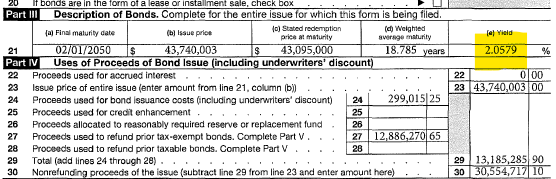 20 If bonds are in the form of a lease or installment sale, check box
Part III Description of Bonds. Complete for the entire issue for which this form is being filed.
(a) Final maturity date (b) Issue price (c) Stated redemption price at maturity (d) Weighted average maturity (e) Yield
21 02/01/2050 $ 43,740,003 $ 43,095,000 18.785 years 2.0579 %
Part IV Uses of Proceeds of Bond Issue (including underwriters' discount)
22 Proceeds used for accrued interest 22 0 00
23 Issue price of entire issue (enter amount from line 21, column (b)) 23 43,740,003 00
24 Proceeds used for bond issuance costs (including underwriters' discount) 24 299,015 25
25 Proceeds used for credit enhancement 25
26 Proceeds allocated to reasonably required reserve or replacement fund 26
27 Proceeds used to refund prior tax-exempt bonds. Complete Part V 27 12,886,270 65
28 Proceeds used to refund prior taxable bonds. Complete Part V 28
29 Total (add lines 24 through 28) 29 13,185,285 90
30 Nonrefunding proceeds of the issue (subtract line 29 from line 23 and enter amount here) 30 30,554,717 10